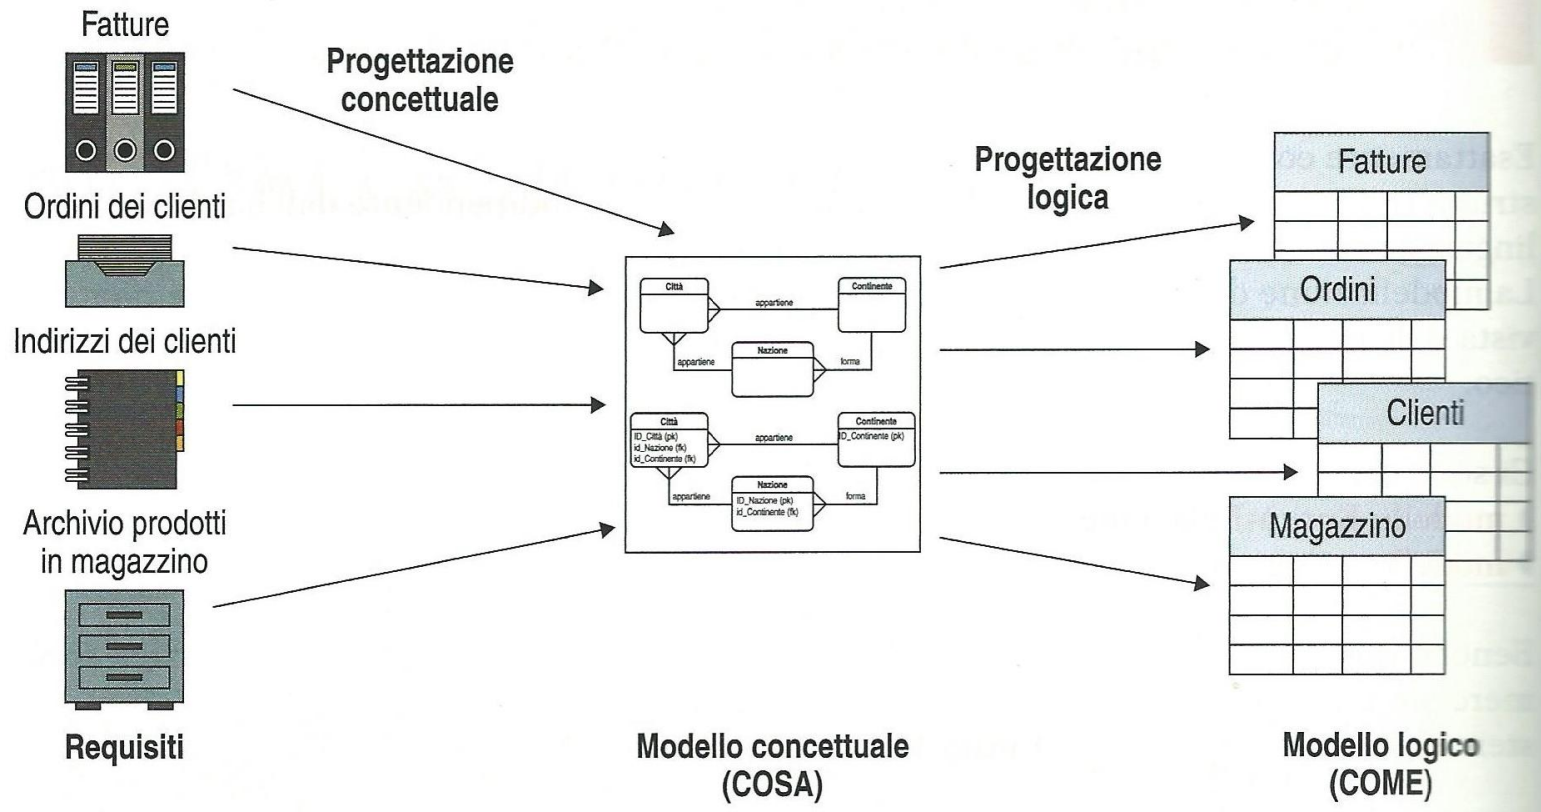 Fatture
Ordini dei clienti
Indirizzi dei clienti
Archivio prodotti
in magazzino
Requisiti
Progettazione
concettuale
Città
appartiene
Continente
appartiene
Nazione
forma
Città
ID_Città (pk)
id_Nazione (fk)
id_Continente (fk)
appartiene
Continente
ID_Continente (pk)
appartiene
Nazione
ID_Nazione (pk)
id_Continente (fk)
forma
Modello concettuale
(COSA)
Progettazione
logica
Fatture
Ordini
Clienti
Magazzino
Modello logico
(COME)